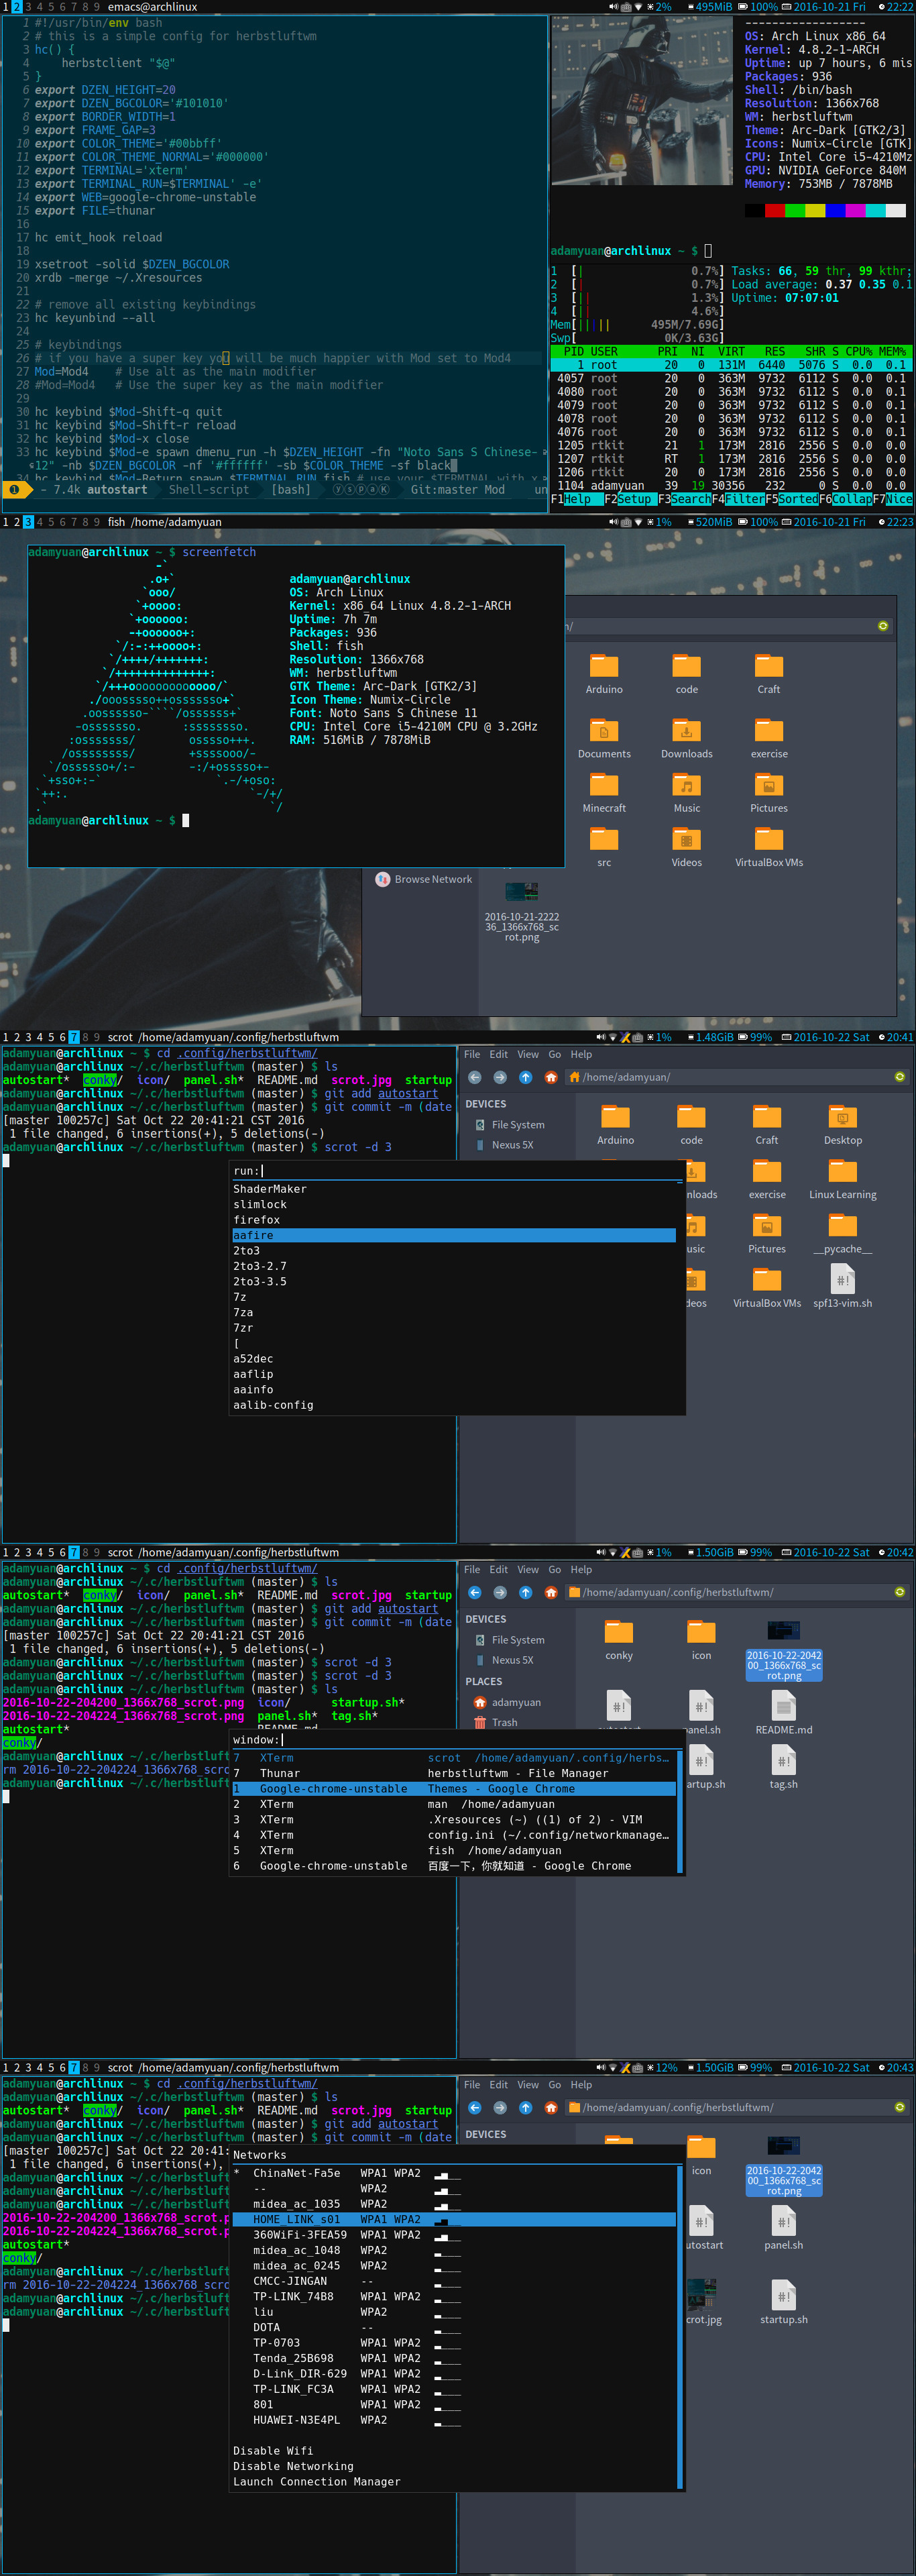 1 2 3 4 5 6 7 8 9 emacs@archlinux 2% 495MiB 100% 2016-10-21 Fri 22:22
1 #!/usr/bin/env bash
2 # this is a simple config for herbstluftwm
3 hc() {
4 herbstclient "$@"
5 }
6 export DZEN_HEIGHT=20
7 export DZEN_BGCOLOR='#101010'
8 export BORDER_WIDTH=1
9 export FRAME_GAP=3
10 export COLOR_THEME='#00bbff'
11 export COLOR_THEME_NORMAL='#000000'
12 export TERMINAL='xterm'
13 export TERMINAL_RUN=$TERMINAL' -e'
14 export WEB=google-chrome-unstable
15 export FILE=thunar
16
17 hc emit_hook reload
18
19 xsetroot -solid $DZEN_BGCOLOR
20 xrdb -merge ~/.Xresources
21
22 # remove all existing keybindings
23 hc keyunbind --all
24
25 # keybindings
26 # if you have a super key you will be much happier with Mod set to Mod4
27 Mod=Mod4 # Use alt as the main modifier
28 #Mod=Mod4 # Use the super key as the main modifier
29
30 hc keybind $Mod-Shift-q quit
31 hc keybind $Mod-Shift-r reload
32 hc keybind $Mod-x close
33 hc keybind $Mod-e spawn dmenu_run -h $DZEN_HEIGHT -fn "Noto Sans S Chinese-
12" -nb $DZEN_BGCOLOR -nf '#ffffff' -sb $COLOR_THEME -sf black
34 hc keybind $Mod-Return spawn $TERMINAL_RUN fish # use your $TERMINAL with x
1 - 7.4k autostart Shell-script [bash] ⓨⓢⓟⓐⓀ Git:master Mod un
-------------------
OS: Arch Linux x86_64
Kernel: 4.8.2-1-ARCH
Uptime: up 7 hours, 6 mis
Packages: 936
Shell: /bin/bash
Resolution: 1366x768
WM: herbstluftwm
Theme: Arc-Dark [GTK2/3]
Icons: Numix-Circle [GTK]
CPU: Intel Core i5-4210Mz
GPU: NVIDIA GeForce 840M
Memory: 753MB / 7878MB
adamyuan@archlinux ~ $
1 [| 0.7%] Tasks: 66, 59 thr, 99 kthr;
2 [| 0.7%] Load average: 0.37 0.35 0.1
3 [|| 1.3%] Uptime: 07:07:01
4 [|| 4.6%]
Mem[||||| 495M/7.69G]
Swp[ 0K/3.63G]
PID USER PRI NI VIRT RES SHR S CPU% MEM%
1 root 20 0 131M 6440 5076 S 0.0 0.1
4057 root 20 0 363M 9732 6112 S 0.0 0.1
4080 root 20 0 363M 9732 6112 S 0.0 0.1
4079 root 20 0 363M 9732 6112 S 0.0 0.1
4078 root 20 0 363M 9732 6112 S 0.0 0.1
4076 root 20 0 363M 9732 6112 S 0.0 0.1
1205 rtkit 21 1 173M 2816 2556 S 0.0 0.0
1207 rtkit RT 1 173M 2816 2556 S 0.0 0.0
1206 rtkit 20 0 173M 2816 2556 S 0.0 0.0
1104 adamyuan 39 19 30356 232 0 S 0.0 0.0
F1Help F2Setup F3SearchF4FilterF5SortedF6CollapF7Nice
1 2 3 4 5 6 7 8 9 fish /home/adamyuan 1% 520MiB 100% 2016-10-21 Fri 22:23
adamyuan@archlinux ~ $ screenfetch
-`
.o+`
`ooo/
`+oooo:
`+oooooo:
-+oooooo+:
`/:-:++oooo+:
`/++++/+++++++:
`/++++++++++++++:
`/+++ooooooooooooo/`
./ooosssso++osssssso+`
.oossssso-````/ossssss+`
-osssssso. :ssssssso.
:osssssss/ osssso+++.
/ossssssss/ +ssssooo/-
`/ossssso+/:- -:/+osssso+-
`+sso+:-` `.-/+oso:
`++:. `-/+/
.` `/
adamyuan@archlinux
OS: Arch Linux
Kernel: x86_64 Linux 4.8.2-1-ARCH
Uptime: 7h 7m
Packages: 936
Shell: fish
Resolution: 1366x768
WM: herbstluftwm
GTK Theme: Arc-Dark [GTK2/3]
Icon Theme: Numix-Circle
Font: Noto Sans S Chinese 11
CPU: Intel Core i5-4210M CPU @ 3.2GHz
RAM: 516MiB / 7878MiB
adamyuan@archlinux ~ $
n/
Arduino code Craft
Documents Downloads exercise
Minecraft Music Pictures
src Videos VirtualBox VMs
Browse Network
2016-10-21-2222
36_1366x768_sc
rot.png
1 2 3 4 5 6 7 8 9 scrot /home/adamyuan/.config/herbstluftwm 1% 1.48GiB 99% 2016-10-22 Sat 20:41
adamyuan@archlinux ~ $ cd .config/herbstluftwm/
adamyuan@archlinux ~/.c/herbstluftwm (master) $ ls
autostart* conky/ icon/ panel.sh* README.md scrot.jpg startup
adamyuan@archlinux ~/.c/herbstluftwm (master) $ git add autostart
adamyuan@archlinux ~/.c/herbstluftwm (master) $ git commit -m (date
[master 100257c] Sat Oct 22 20:41:21 CST 2016
1 file changed, 6 insertions(+), 5 deletions(-)
adamyuan@archlinux ~/.c/herbstluftwm (master) $ scrot -d 3
File Edit View Go Help
/home/adamyuan/
DEVICES
File System
Nexus 5X
Arduino code Craft Desktop
nloads exercise Linux Learning
usic Pictures __pycache__
deos VirtualBox VMs spf13-vim.sh
run:
ShaderMaker
slimlock
firefox
aafire
2to3
2to3-2.7
2to3-3.5
7z
7za
7zr
[
a52dec
aaflip
aainfo
aalib-config
1 2 3 4 5 6 7 8 9 scrot /home/adamyuan/.config/herbstluftwm 1% 1.50GiB 99% 2016-10-22 Sat 20:42
adamyuan@archlinux ~ $ cd .config/herbstluftwm/
adamyuan@archlinux ~/.c/herbstluftwm (master) $ ls
autostart* conky/ icon/ panel.sh* README.md scrot.jpg startup
adamyuan@archlinux ~/.c/herbstluftwm (master) $ git add autostart
adamyuan@archlinux ~/.c/herbstluftwm (master) $ git commit -m (date
[master 100257c] Sat Oct 22 20:41:21 CST 2016
1 file changed, 6 insertions(+), 5 deletions(-)
adamyuan@archlinux ~/.c/herbstluftwm (master) $ scrot -d 3
adamyuan@archlinux ~/.c/herbstluftwm (master) $ scrot -d 3
adamyuan@archlinux ~/.c/herbstluftwm (master) $ ls
2016-10-22-204200_1366x768_scrot.png icon/ startup.sh*
2016-10-22-204224_1366x768_scrot.png panel.sh* tag.sh*
autostart* README.md
conky/
adamyuan@archlinux ~/.c/herbstluft
rm 2016-10-22-204224_1366x768_scro
adamyuan@archlinux ~/.c/herbstluft
File Edit View Go Help
/home/adamyuan/.config/herbstluftwm/
DEVICES
File System
Nexus 5X
PLACES
adamyuan
Trash
conky icon 2016-10-22-2042
00_1366x768_sc
rot.png
autostart panel.sh README.md
artup.sh tag.sh
window:
7 XTerm scrot /home/adamyuan/.config/herbs…
7 Thunar herbstluftwm - File Manager
1 Google-chrome-unstable Themes - Google Chrome
2 XTerm man /home/adamyuan
3 XTerm .Xresources (~) ((1) of 2) - VIM
4 XTerm config.ini (~/.config/networkmanage…
5 XTerm fish /home/adamyuan
6 Google-chrome-unstable 百度一下，你就知道 - Google Chrome
1 2 3 4 5 6 7 8 9 scrot /home/adamyuan/.config/herbstluftwm 12% 1.50GiB 99% 2016-10-22 Sat 20:43
adamyuan@archlinux ~ $ cd .config/herbstluftwm/
adamyuan@archlinux ~/.c/herbstluftwm (master) $ ls
autostart* conky/ icon/ panel.sh* README.md scrot.jpg startup
adamyuan@archlinux ~/.c/herbstluftwm (master) $ git add autostart
adamyuan@archlinux ~/.c/herbstluftwm (master) $ git commit -m (date
[master 100257c] Sat Oct 22 20:41:
1 file changed, 6 insertions(+),
adamyuan@archlinux ~/.c/herbstluft
adamyuan@archlinux ~/.c/herbstluft
adamyuan@archlinux ~/.c/herbstluft
2016-10-22-204200_1366x768_scrot.p
2016-10-22-204224_1366x768_scrot.p
autostart*
conky/
adamyuan@archlinux ~/.c/herbstluft
rm 2016-10-22-204224_1366x768_scro
adamyuan@archlinux ~/.c/herbstluft
adamyuan@archlinux ~/.c/herbstluft
File Edit View Go Help
/home/adamyuan/.config/herbstluftwm/
DEVICES
icon 2016-10-22-2042
00_1366x768_sc
rot.png
utostart panel.sh
crot.jpg startup.sh
Networks
* ChinaNet-Fa5e WPA1 WPA2
-- WPA2
midea_ac_1035 WPA2
HOME_LINK_s01 WPA1 WPA2
360WiFi-3FEA59 WPA1 WPA2
midea_ac_1048 WPA2
midea_ac_0245 WPA2
CMCC-JINGAN --
TP-LINK_74B8 WPA1 WPA2
liu WPA2
DOTA --
TP-0703 WPA1 WPA2
Tenda_25B698 WPA1 WPA2
D-Link_DIR-629 WPA1 WPA2
TP-LINK_FC3A WPA1 WPA2
801 WPA1 WPA2
HUAWEI-N3E4PL WPA2
Disable Wifi
Disable Networking
Launch Connection Manager